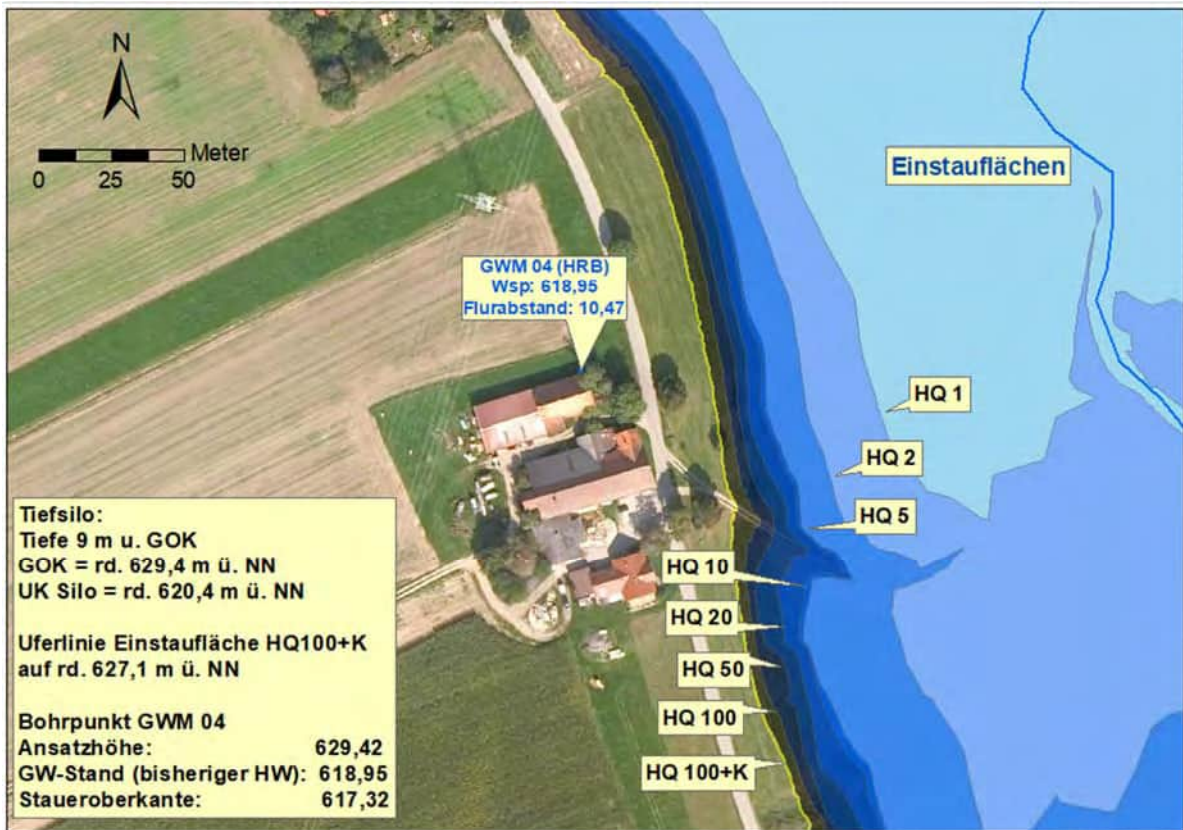 N
Meter
0 25 50
Einstauflächen
GWM 04 (HRB)
Wsp: 618,95
Flurabstand: 10,47
HQ 1
HQ 2
HQ 5
HQ 10
HQ 20
HQ 50
HQ 100
HQ 100+K
Tiefsilo:
Tiefe 9 m u. GOK
GOK = rd. 629,4 m ü. NN
UK Silo = rd. 620,4 m ü. NN
Uferlinie Einstaufläche HQ100+K
auf rd. 627,1 m ü. NN
Bohrpunkt GWM 04
Ansatzhöhe: 629,42
GW-Stand (bisheriger HW): 618,95
Staueroberkante: 617,32